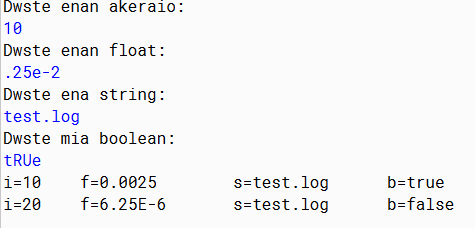 Dwste enan akeraio:
10
Dwste enan float:
.25e-2
Dwste ena string:
test.log
Dwste mia boolean:
tRUe
i=10    f=0.0025        s=test.log      b=true
i=20    f=6.25E-6       s=test.log      b=false